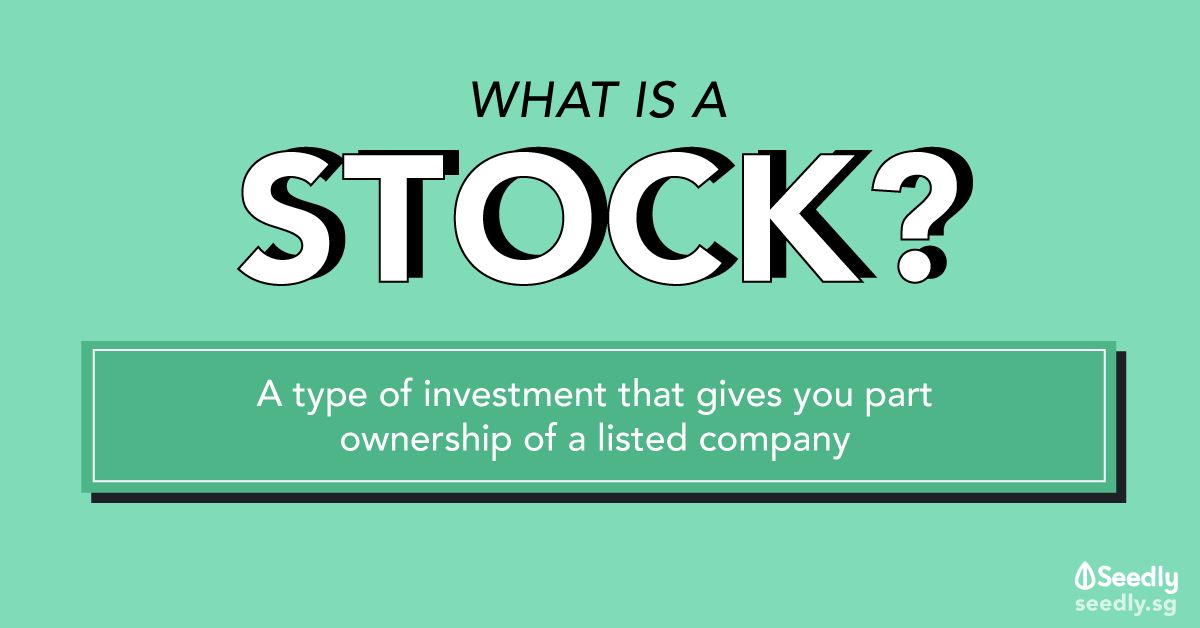 WHAT IS A
STOCK?
A type of investment that gives you part
ownership of a listed company
Seedly
seedly.sg